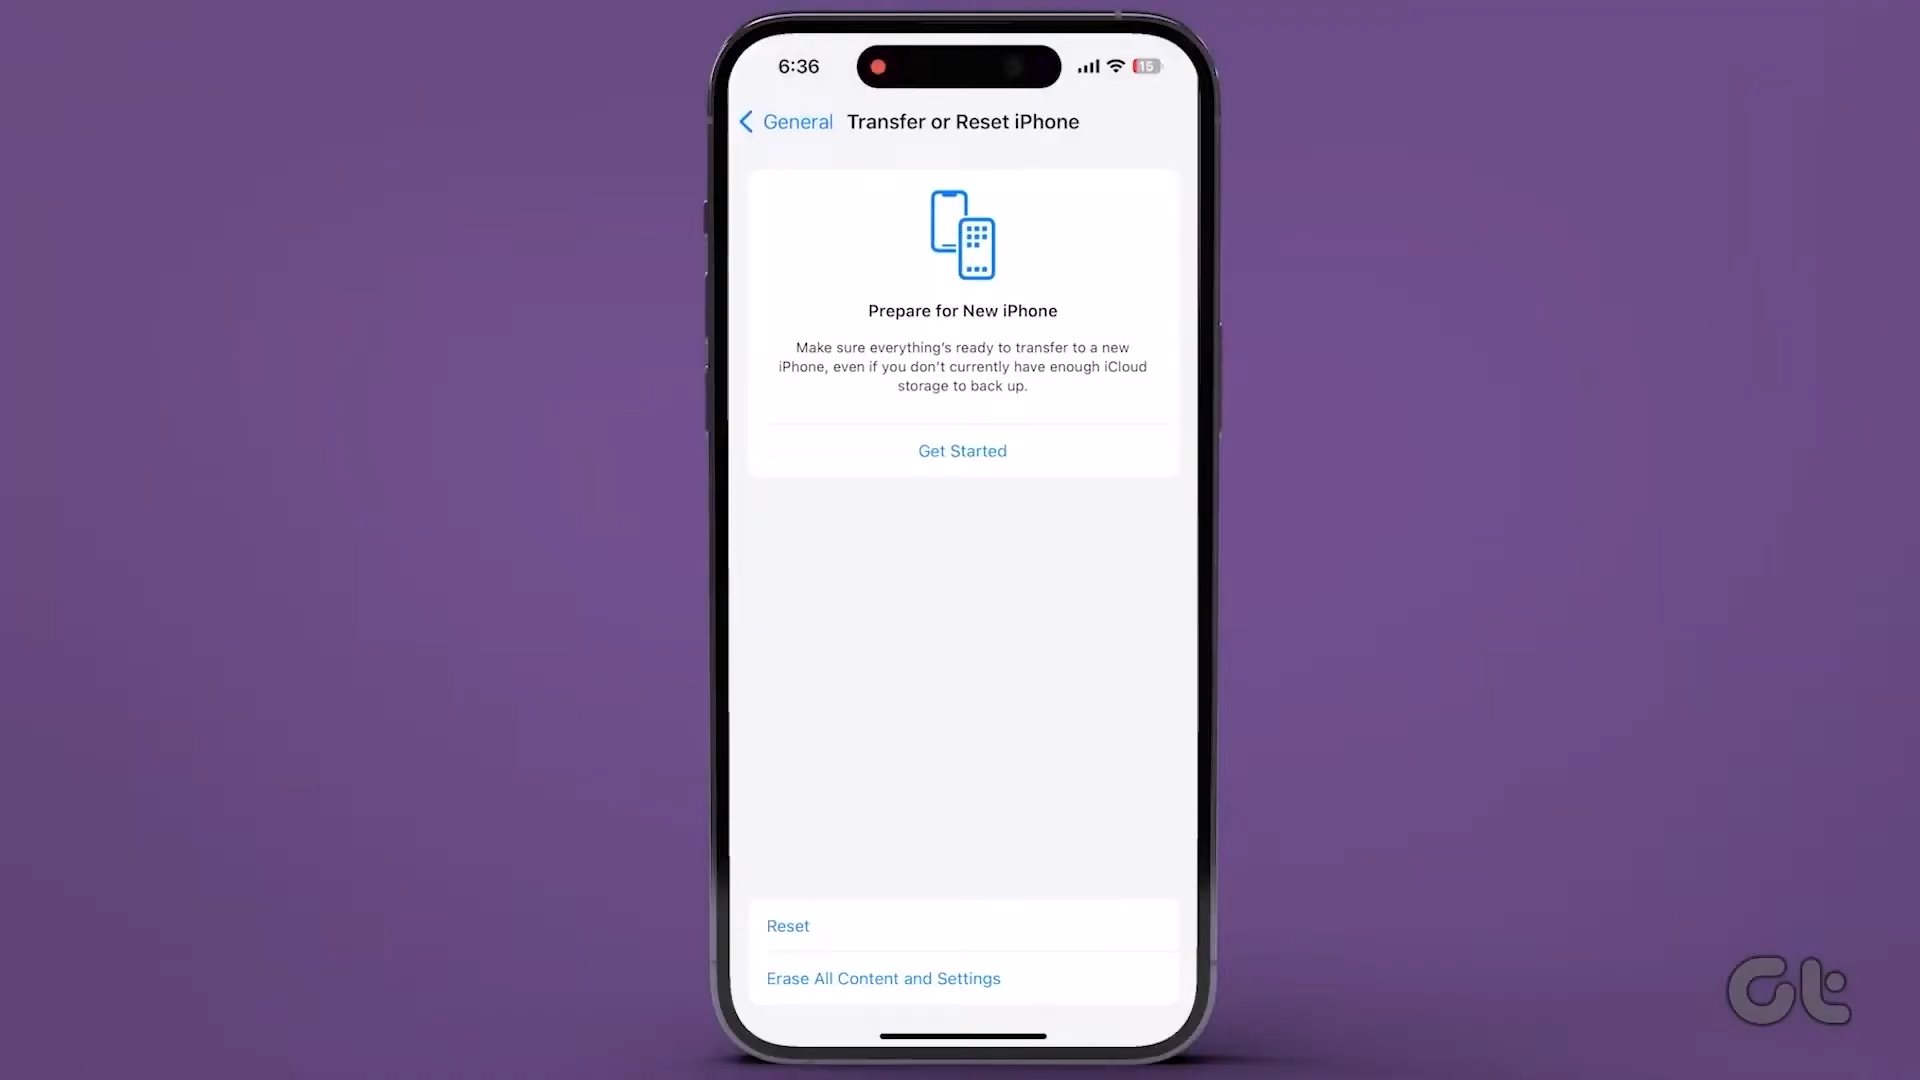 6:36
15
General Transfer or Reset iPhone
Prepare for New iPhone
Make sure everything's ready to transfer to a new
iPhone, even if you don't currently have enough iCloud
storage to back up.
Get Started
Reset
Erase All Content and Settings
Gt